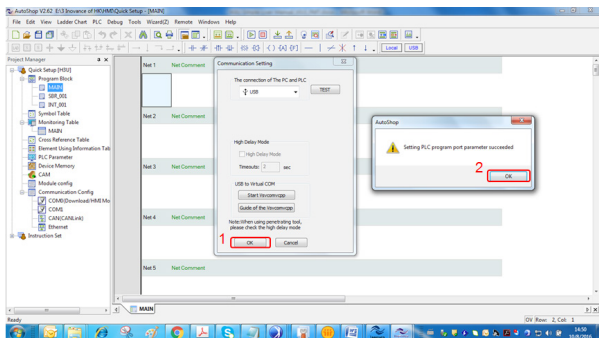 AutoShop V2.62 E:\3 Inovance of HK\HMI\Quick Setup - [MAIN]
File Edit View Ladder Chart PLC Debug Tools Wizard(Z) Remote Windows Help
Local USB
Project Manager
Quick Setup [H3U]
Program Block
MAIN
SBR_001
INT_001
Symbol Table
Monitoring Table
MAIN
Cross Reference Table
Element Using Information Tab
PLC Parameter
Device Memory
CAM
Module config
Communication Config
COM0(Download/HMI Mo
COM1
CAN(CANLink)
Ethernet
Instruction Set
Net 1 Net Comment
Net 2 Net Comment
Net 3 Net Comment
Net 4 Net Comment
Net 5 Net Comment
MAIN
Communication Setting
The connection of The PC and PLC
USB TEST
High Delay Mode
High Delay Mode
Timeouts: 2 sec
USB to Virtual COM
Start Vovcomvcpp
Guide of the Vovcomvcpp
Note:When using penetrating tool,
please check the high delay mode
1 OK Cancel
AutoShop
Setting PLC program port parameter succeeded
2
OK
Ready OV Row: 2, Col: 1
14:50